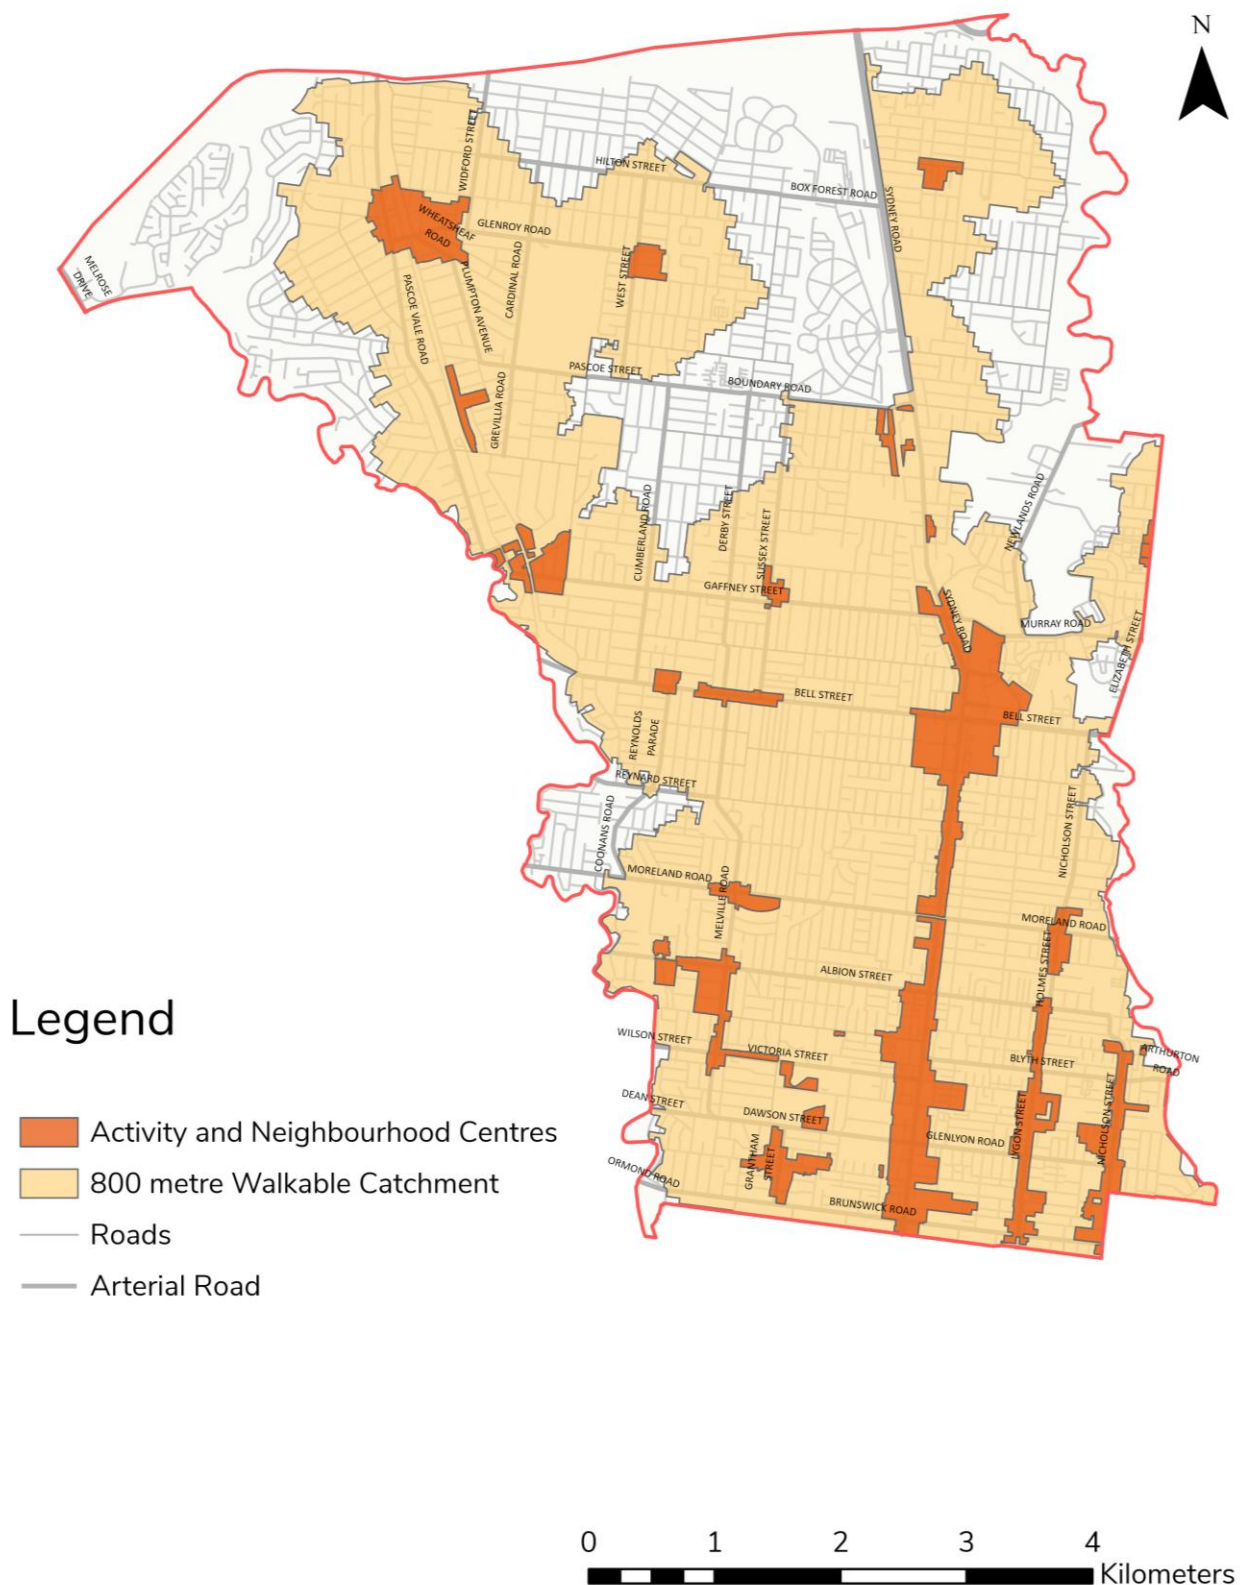 N
WIDFORD STREET
HILTON STREET
BOX FOREST ROAD
SYDNEY ROAD
WHEATSHEAF
ROAD
GLENROY ROAD
CARDINAL ROAD
WEST STREET
MELROSE
DRIVE
PASCOE VALE ROAD
PLUMPTON AVENUE
PASCOE STREET
BOUNDARY ROAD
GREVILLIA ROAD
CUMBERLAND ROAD
DERBY STREET
SUSSEX STREET
NEWLANDS ROAD
GAFFNEY STREET
SYDNEY ROAD
MURRAY ROAD
ELIZABETH STREET
BELL STREET
BELL STREET
REYNOLDS
PARADE
REYNARD STREET
COONANS ROAD
NICHOLSON STREET
MORELAND ROAD
MELVILLE ROAD
MORELAND ROAD
HOLMES STREET
ALBION STREET
Legend
WILSON STREET
VICTORIA STREET
BLYTH STREET
ARTHURTON
ROAD
DEAN STREET
DAWSON STREET
GLENLYON ROAD
LYGON STREET
NICHOLSON STREET
Activity and Neighbourhood Centres
GRANTHAM
STREET
ORMOND ROAD
800 metre Walkable Catchment
BRUNSWICK ROAD
Roads
Arterial Road
0 1 2 3 4
Kilometers